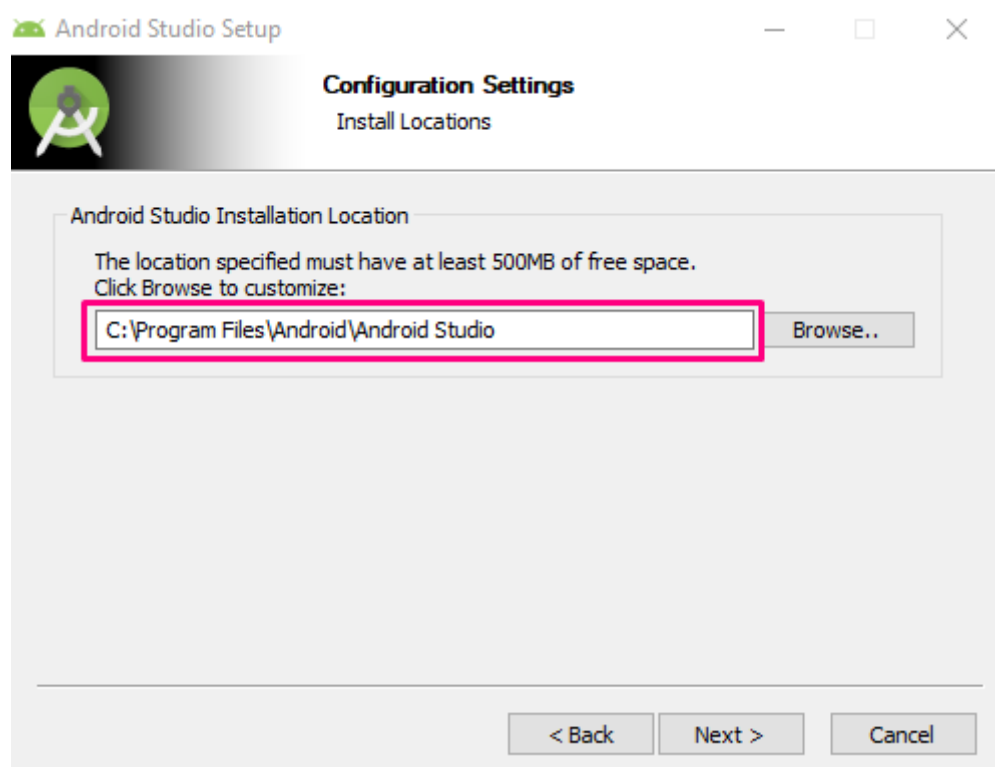 Android Studio Setup
Configuration Settings
Install Locations
Android Studio Installation Location
The location specified must have at least 500MB of free space.
Click Browse to customize:
C:\Program Files\Android\Android Studio
Browse..
< Back
Next >
Cancel